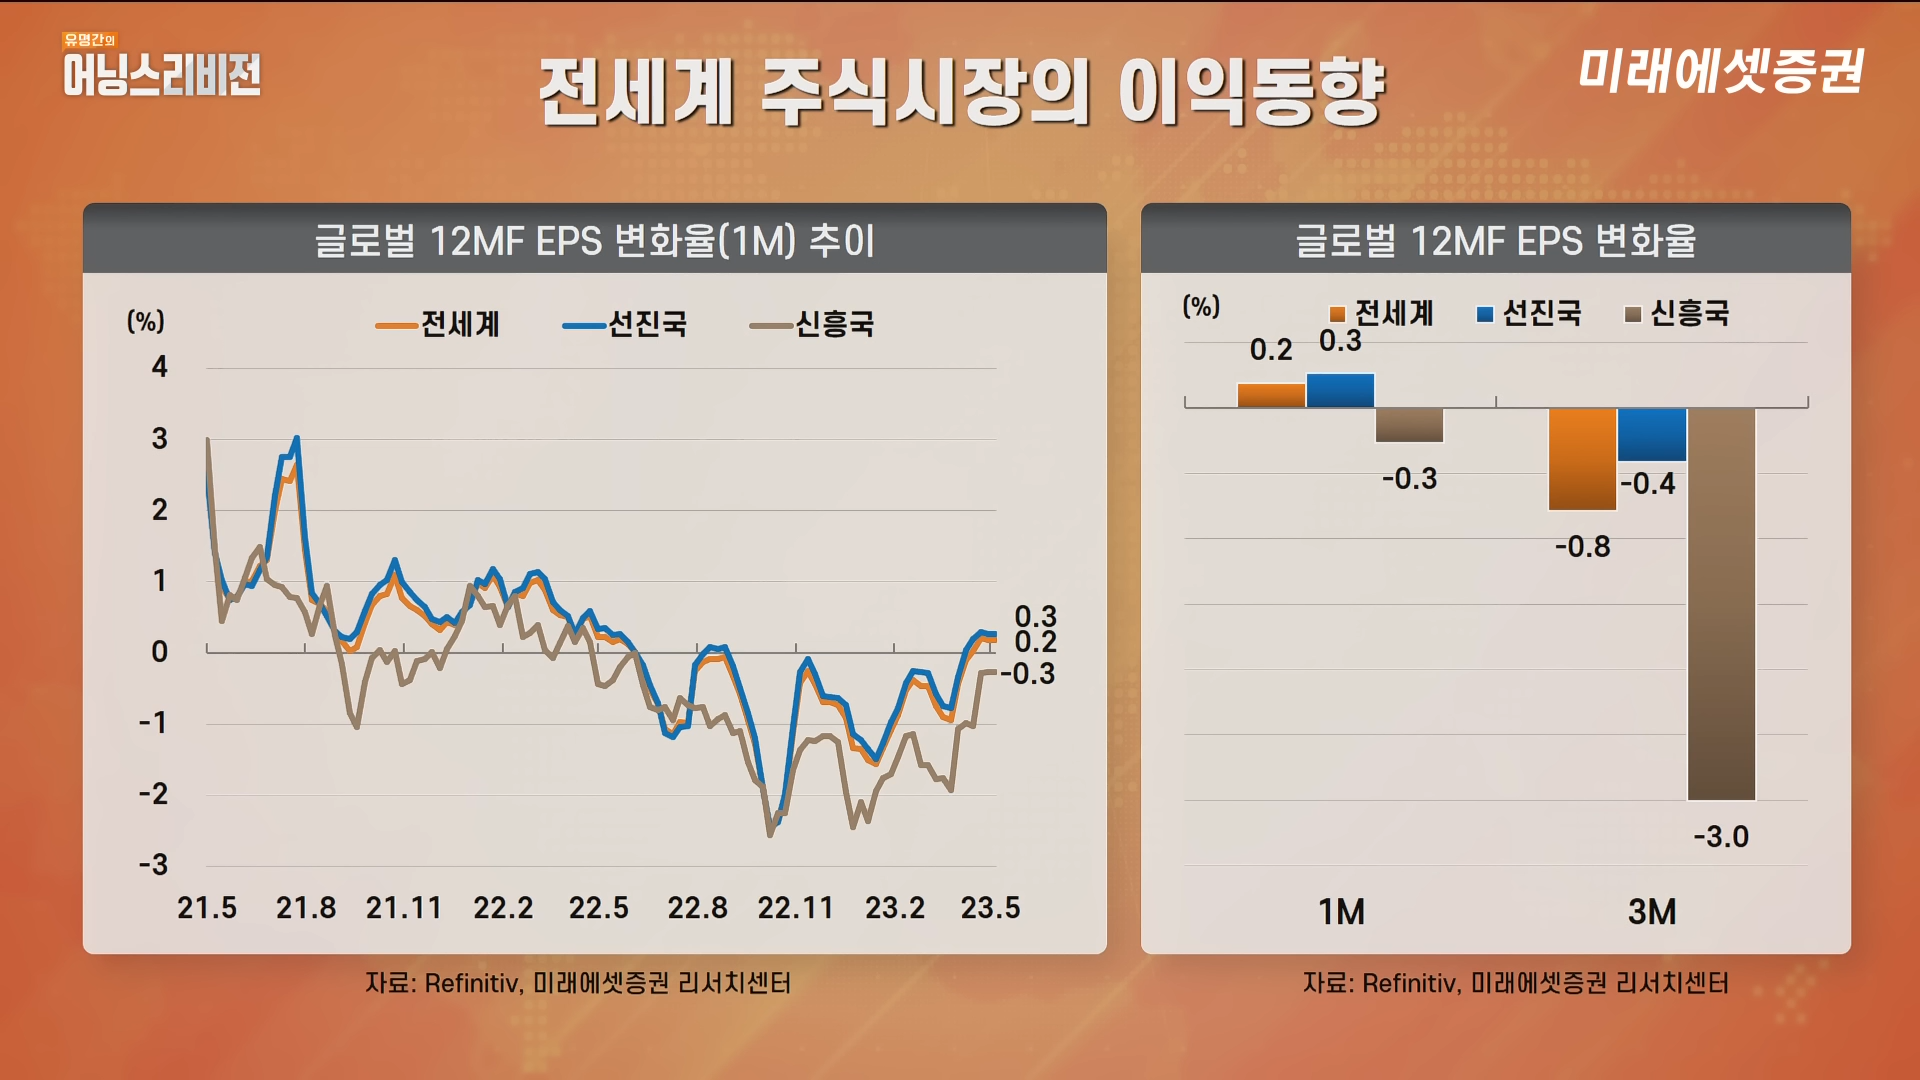 유명간의
어닝스리비전
전세계 주식시장의 이익동향
미래에셋증권
글로벌 12MF EPS 변화율(1M) 추이
(%)
전세계 선진국 신흥국
4
3
2
1
0
-1
-2
-3
0.3
0.2
-0.3
21.5 21.8 21.11 22.2 22.5 22.8 22.11 23.2 23.5
자료: Refinitiv, 미래에셋증권 리서치센터
글로벌 12MF EPS 변화율
(%)
전세계 선진국 신흥국
0.2 0.3
-0.3
-0.4
-0.8
-3.0
1M 3M
자료: Refinitiv, 미래에셋증권 리서치센터